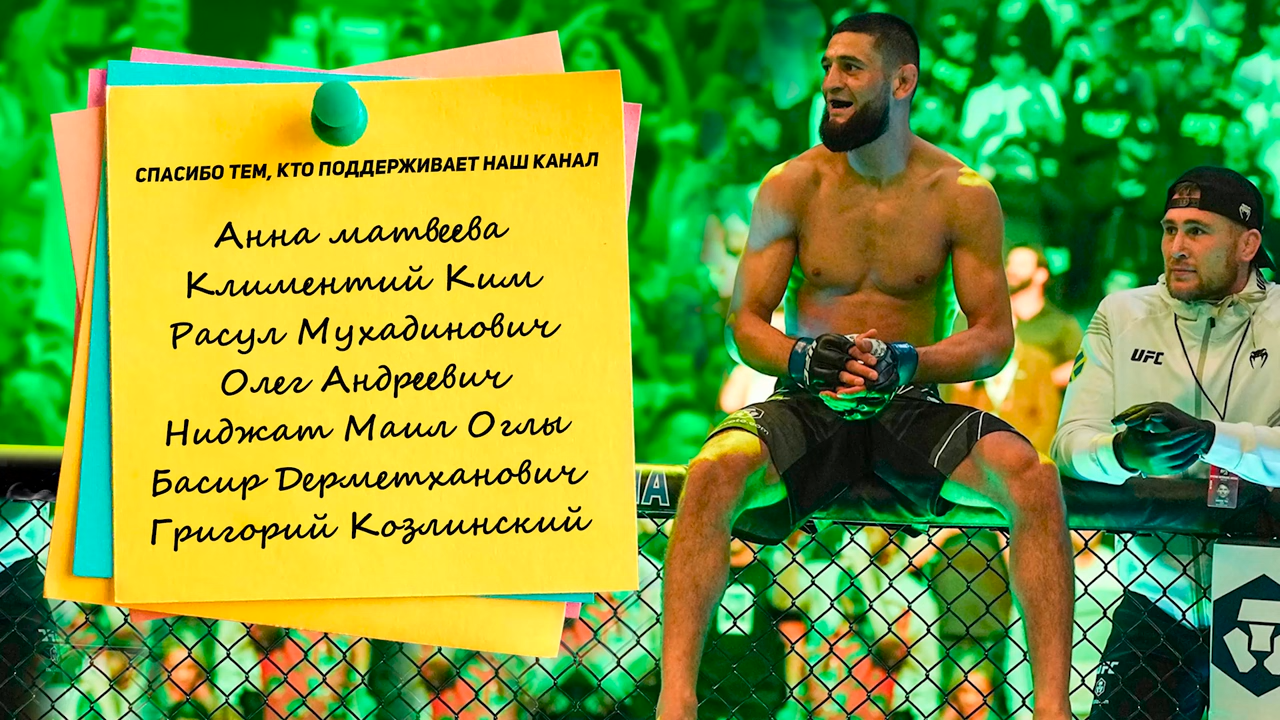 СПАСИБО ТЕМ, КТО ПОДДЕРЖИВАЕТ НАШ КАНАЛ
Анна матвеева
Климентий Ким
Расул Мухадинович
Олег Андреевич
Ниджат Маил Оглы
Басир Дерметханович
Григорий Козлинский
UFC